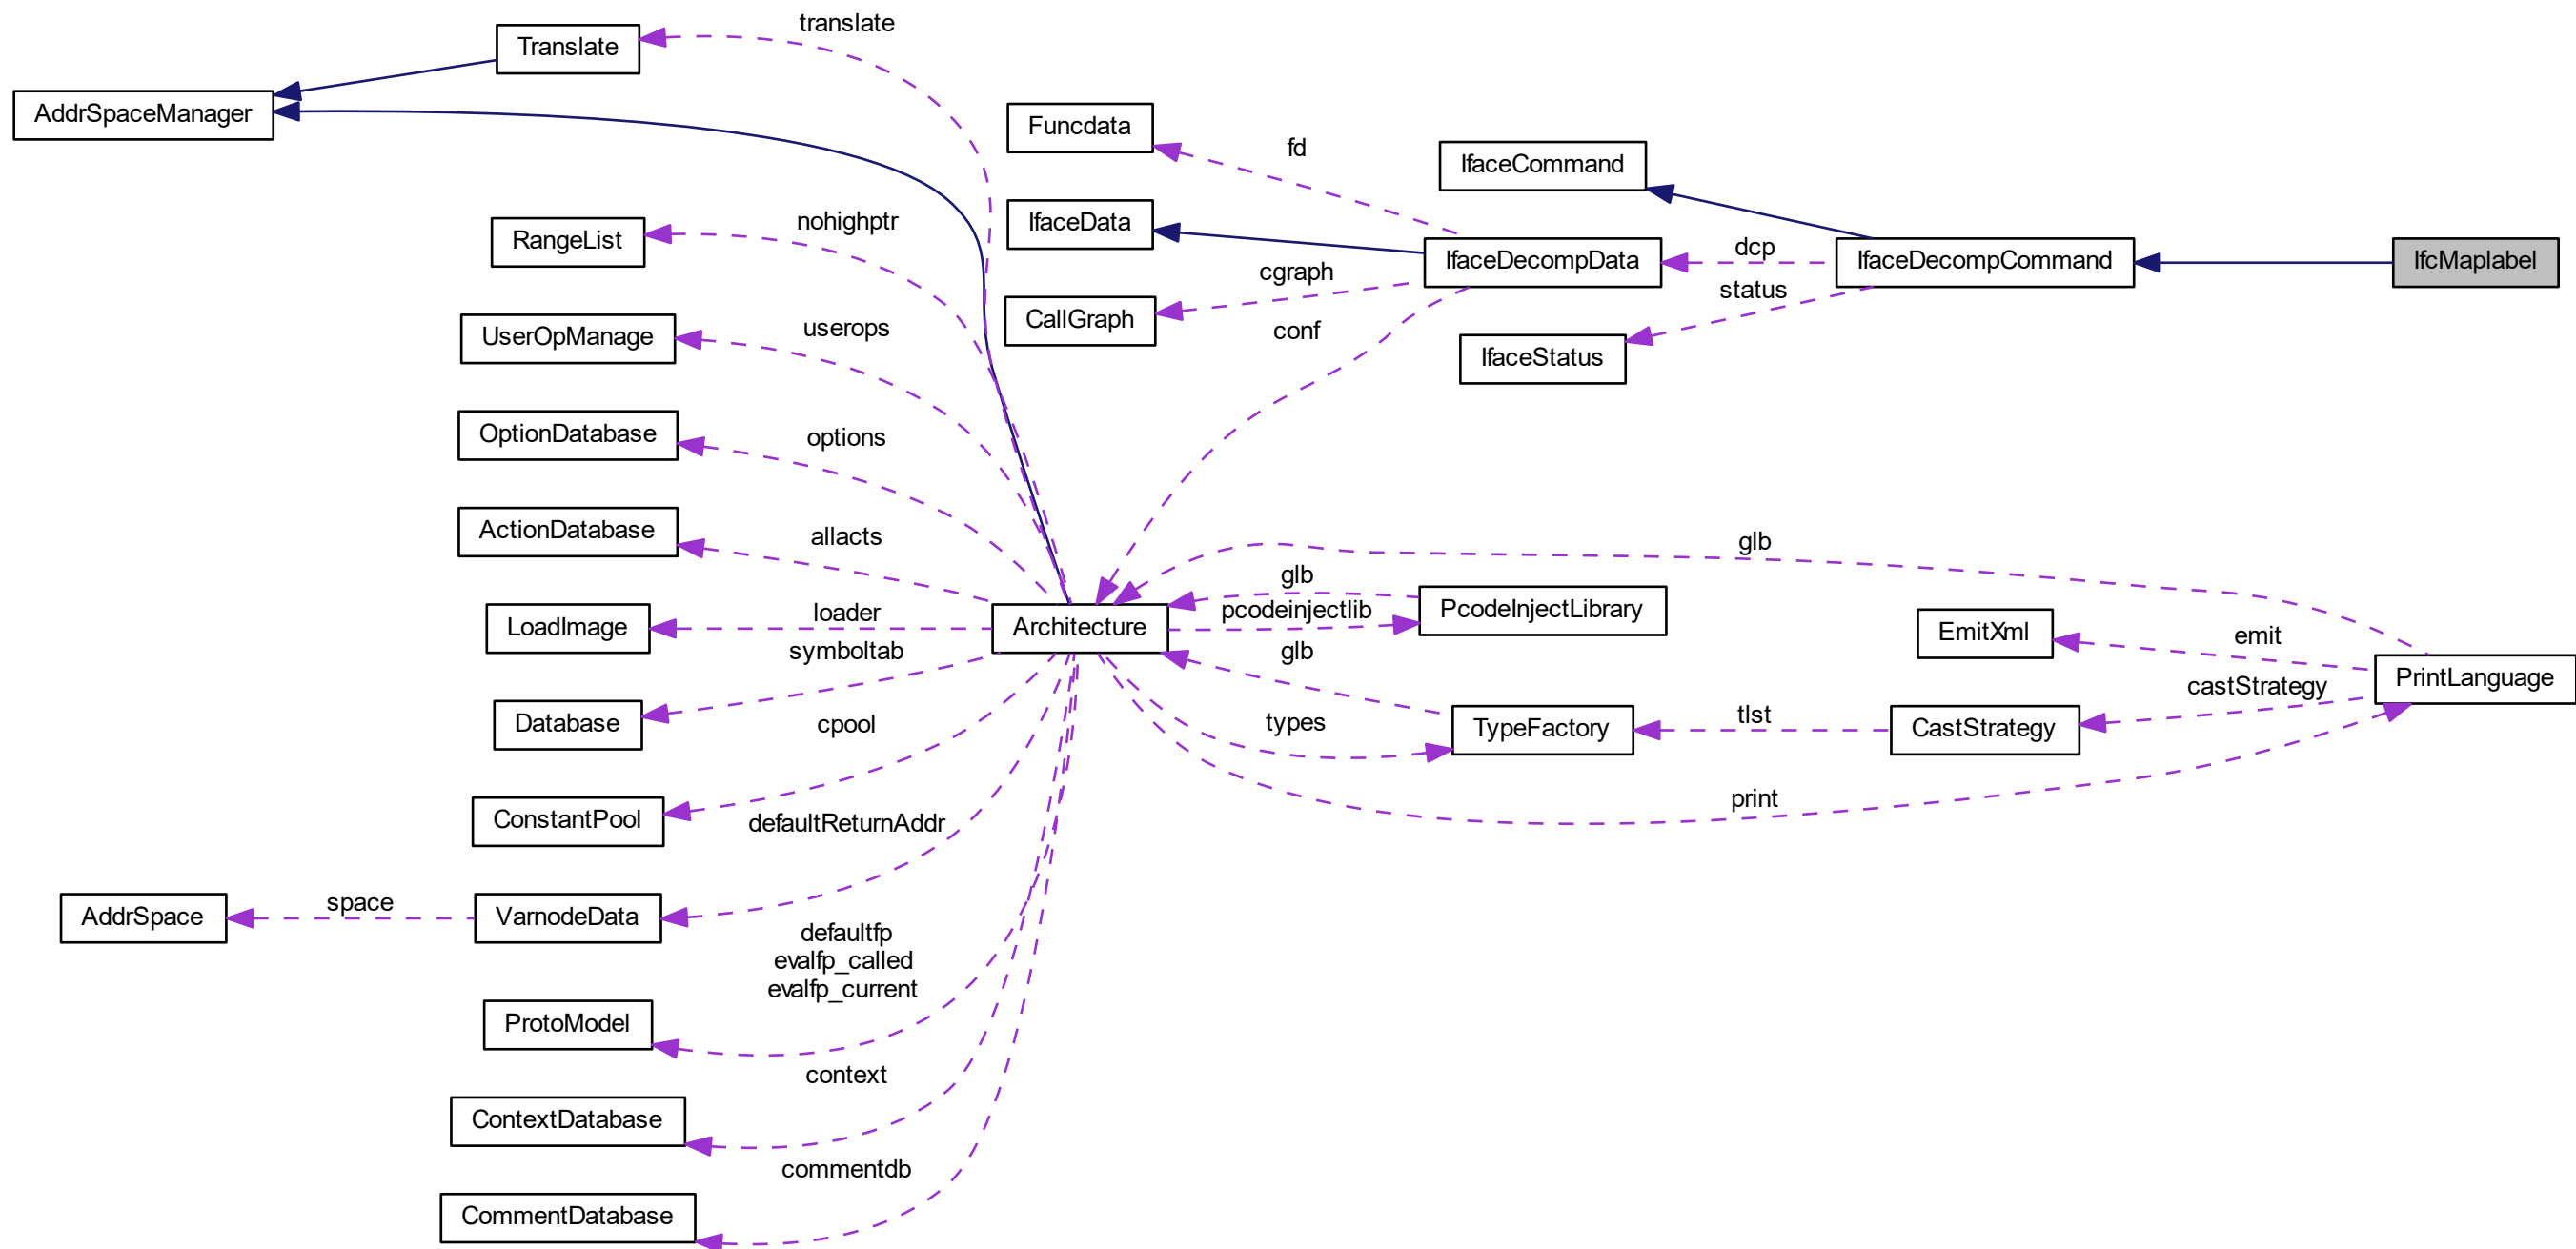 translate
Translate
AddrSpaceManager
Funcdata
fd
IfaceCommand
nohighptr
RangeList
IfaceData
IfaceDecompData
dcp
IfaceDecompCommand
IfcMaplabel
cgraph
status
userops
UserOpManage
CallGraph
conf
IfaceStatus
options
OptionDatabase
allacts
ActionDatabase
glb
glb
loader
LoadImage
Architecture
pcodeinjectlib
PcodeInjectLibrary
EmitXml
emit
symboltab
glb
PrintLanguage
castStrategy
Database
cpool
types
TypeFactory
tlst
CastStrategy
print
ConstantPool
defaultReturnAddr
AddrSpace
space
VarnodeData
defaultfp
evalfp_called
evalfp_current
ProtoModel
context
ContextDatabase
commentdb
CommentDatabase